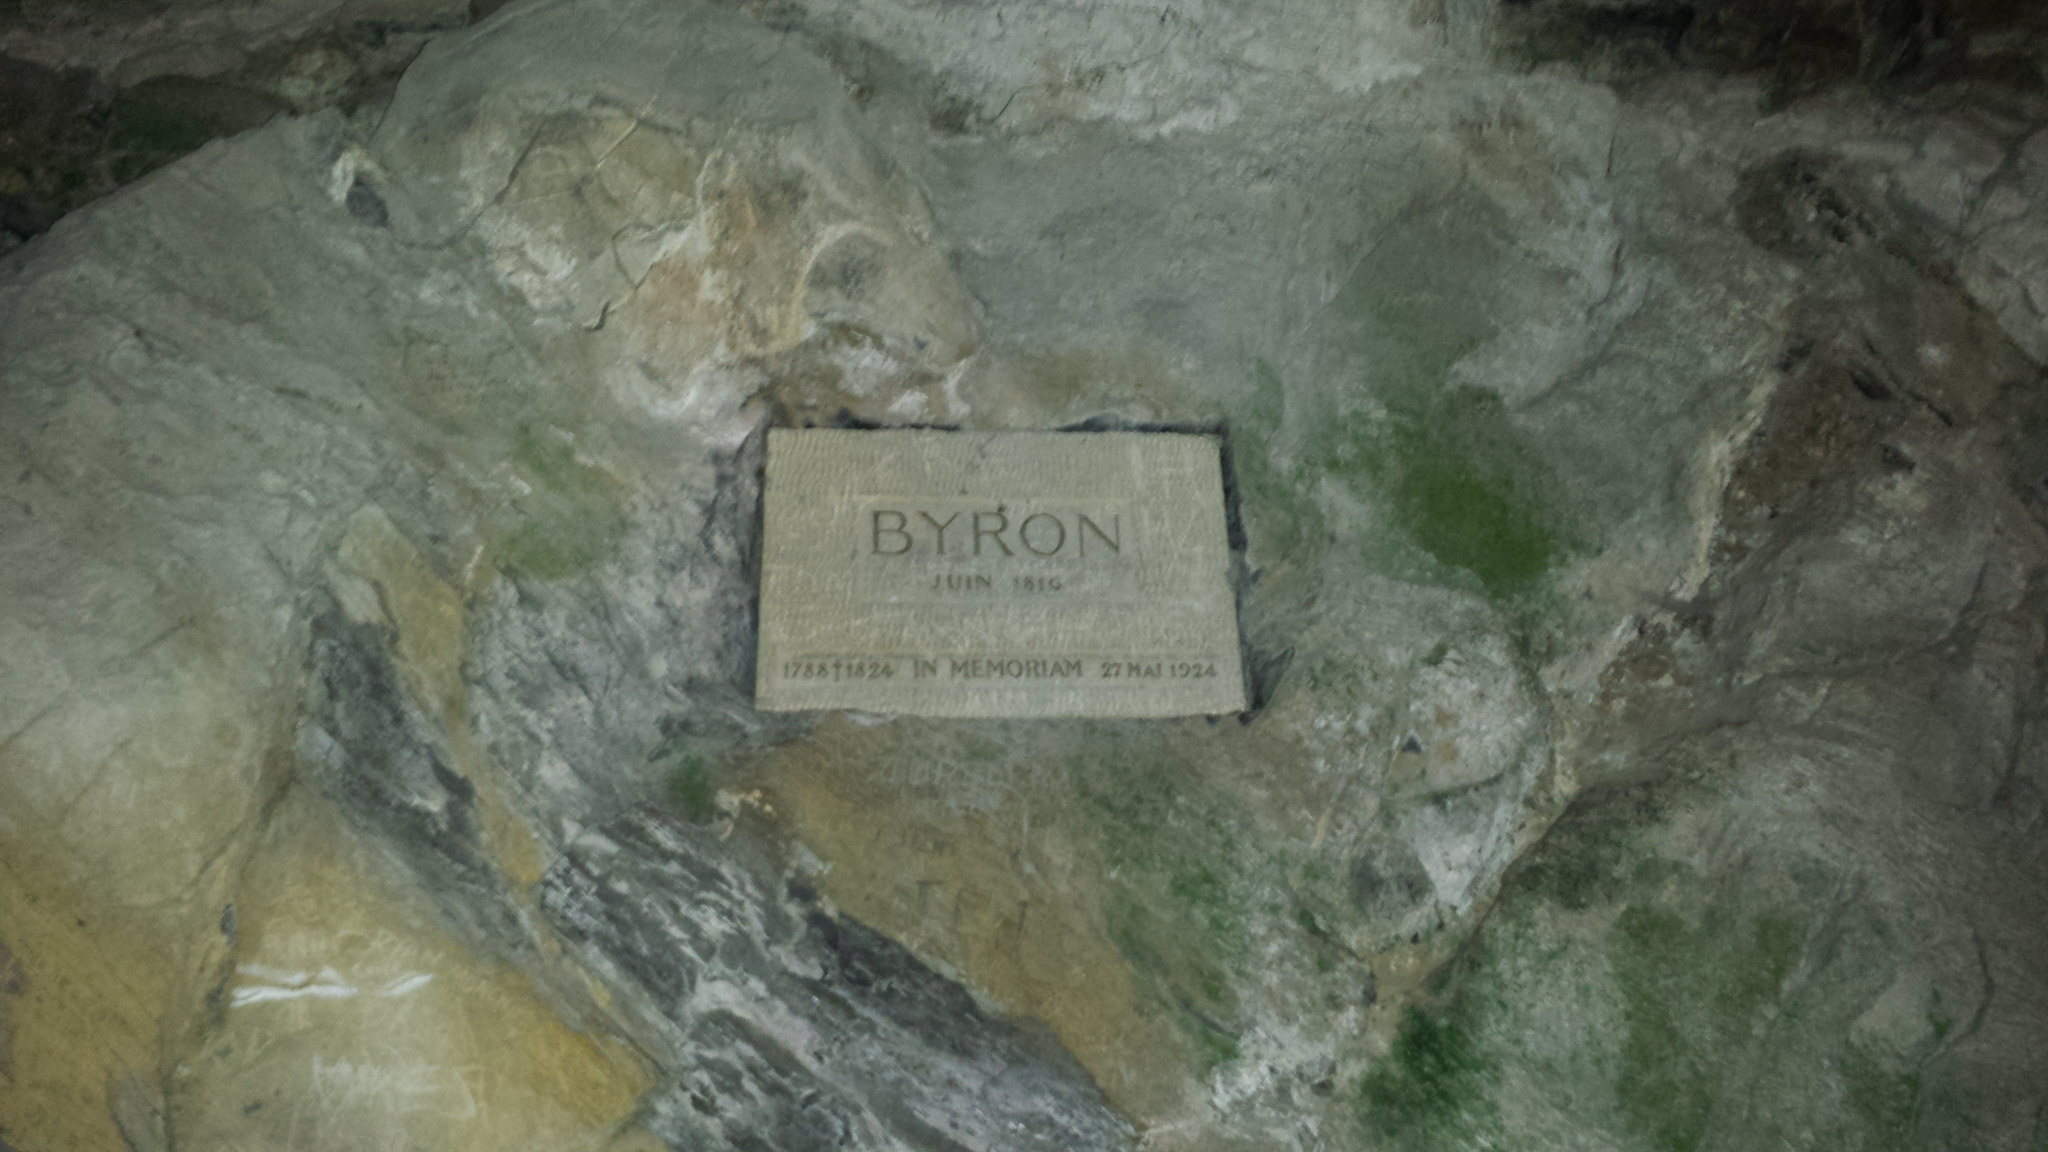 BYRON
JUIN 1816
1788†1824 IN MEMORIAM 27 MAI 1924